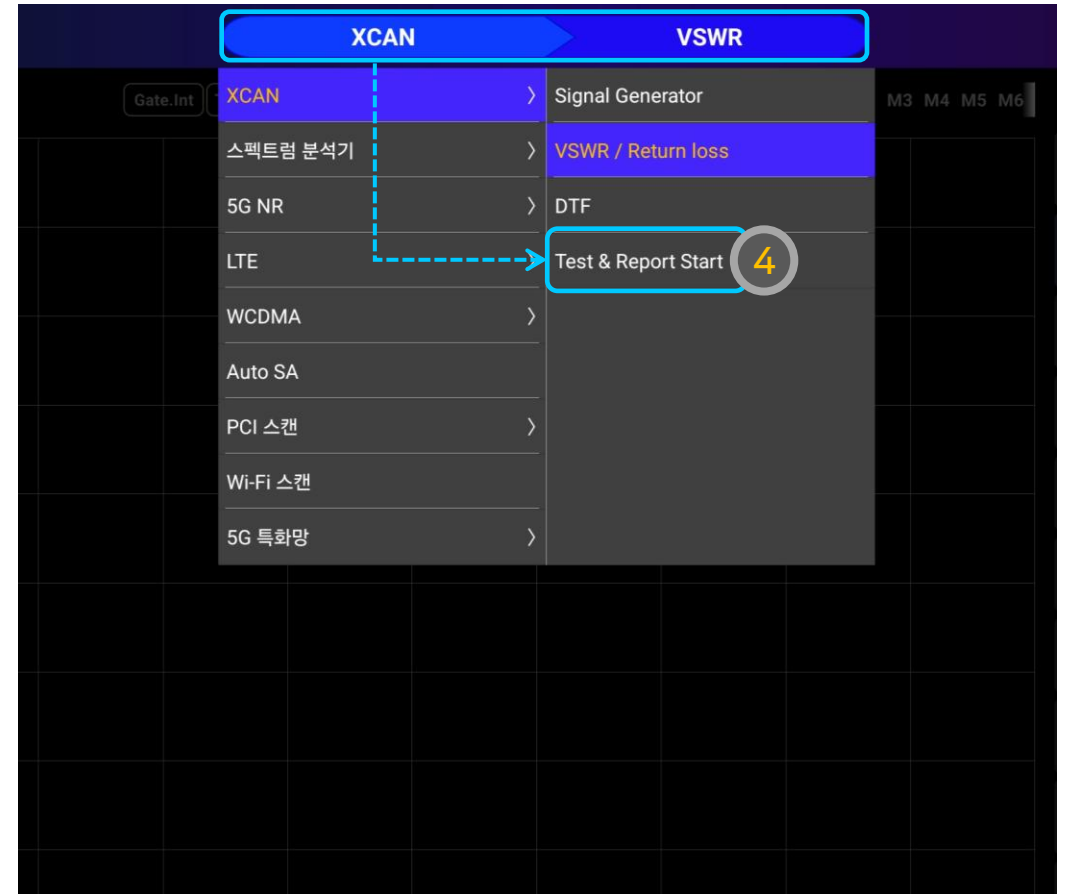 XCAN VSWR
Gate.Int M3 M4 M5 M6
XCAN 〉 Signal Generator
스펙트럼 분석기 〉 VSWR / Return loss
5G NR 〉 DTF
LTE Test & Report Start 4
WCDMA 〉
Auto SA
PCI 스캔 〉
Wi-Fi 스캔
5G 특화망 〉